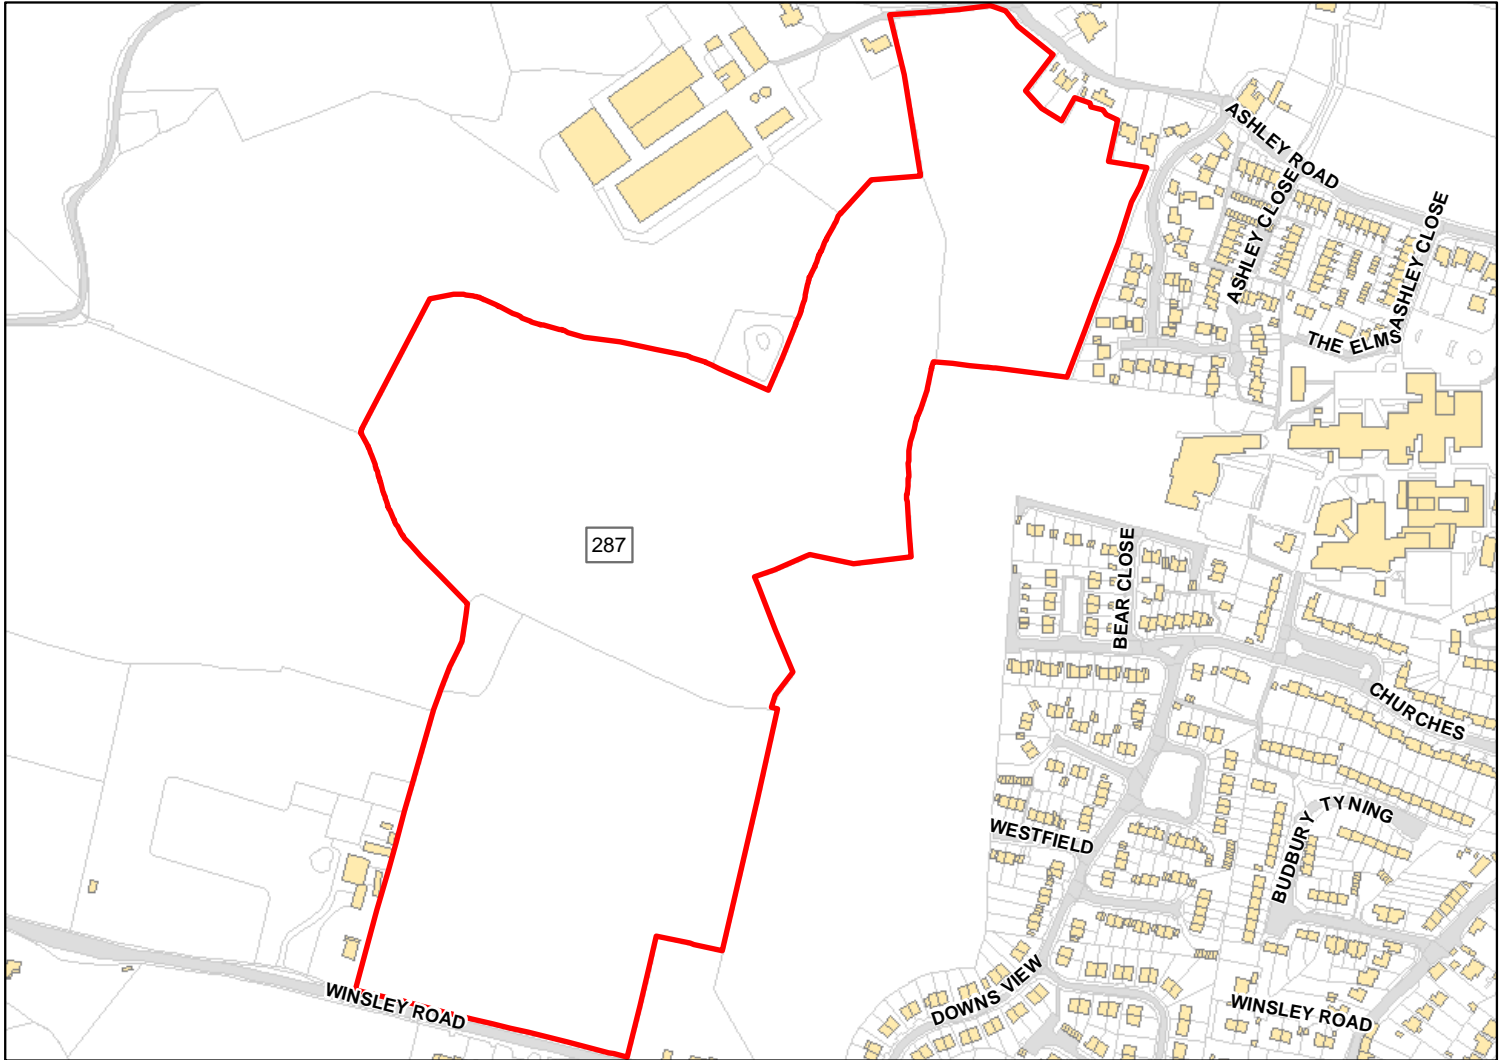 ASHLEY ROAD
ASHLEY CLOSE
ASHLEY CLOSE
THE ELMS
287
BEAR CLOSE
CHURCHES
BUDBURY TYNING
WESTFIELD
DOWNS VIEW
WINSLEY ROAD
WINSLEY ROAD